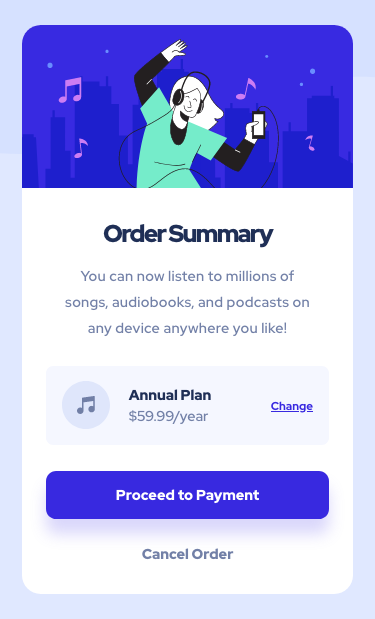 Order Summary
You can now listen to millions of
songs, audiobooks, and podcasts on
any device anywhere you like!
Annual Plan
$59.99/year
Change
Proceed to Payment
Cancel Order